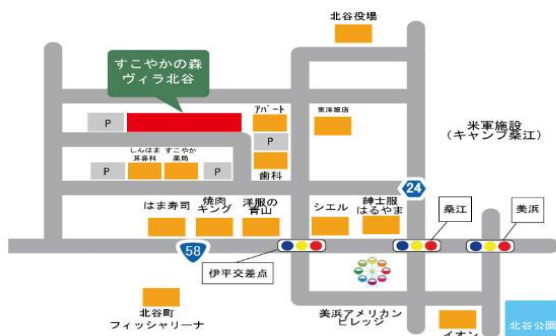 北谷役場
すこやかの森
ヴィラ北谷
アパート
東洋飯店
米軍施設
(キャンプ桑江)
P
P
P
しんはま
耳鼻科
すこやか
薬局
P
歯科
24
はま寿司
焼肉
キング
洋服の
青山
シエル
紳士服
はるやま
桑江
美浜
58
伊平交差点
北谷町
フィッシャリーナ
美浜アメリカン
ビレッジ
イオン
北谷公園